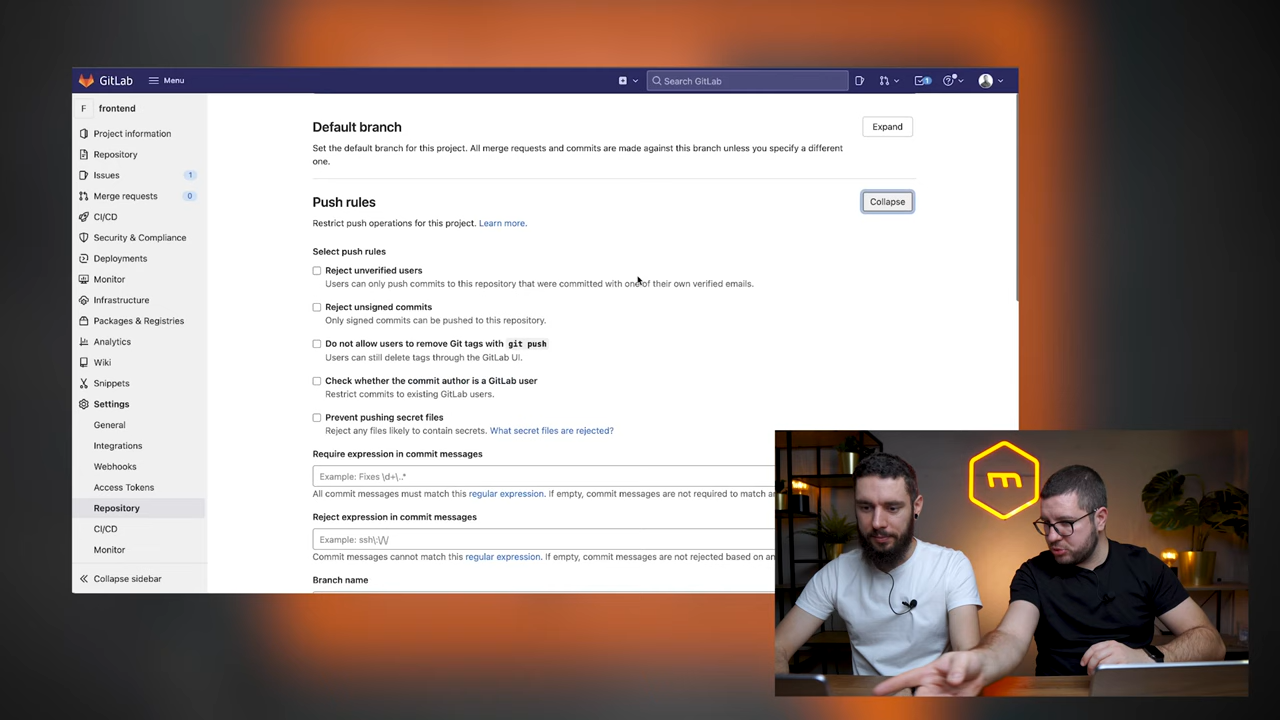 GitLab
Menu
Search GitLab
1
F frontend
Project information
Repository
Issues 1
Merge requests 0
CI/CD
Security & Compliance
Deployments
Monitor
Infrastructure
Packages & Registries
Analytics
Wiki
Snippets
Settings
General
Integrations
Webhooks
Access Tokens
Repository
CI/CD
Monitor
Collapse sidebar
Default branch
Expand
Set the default branch for this project. All merge requests and commits are made against this branch unless you specify a different
one.
Push rules
Collapse
Restrict push operations for this project. Learn more.
Select push rules
Reject unverified users
Users can only push commits to this repository that were committed with one of their own verified emails.
Reject unsigned commits
Only signed commits can be pushed to this repository.
Do not allow users to remove Git tags with git push
Users can still delete tags through the GitLab UI.
Check whether the commit author is a GitLab user
Restrict commits to existing GitLab users.
Prevent pushing secret files
Reject any files likely to contain secrets. What secret files are rejected?
Require expression in commit messages
Example: Fixes \d+\..*
All commit messages must match this regular expression. If empty, commit messages are not required to match a
Reject expression in commit messages
Example: ssh\:\/\/
Commit messages cannot match this regular expression. If empty, commit messages are not rejected based on an
Branch name
m